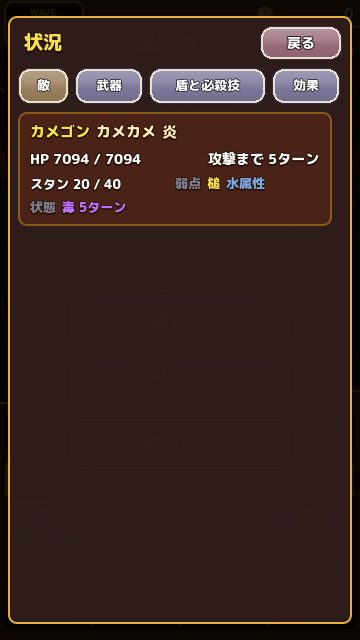 状況
戻る
敵
武器
盾と必殺技
効果
カメゴン カメカメ 炎
HP 7094 / 7094 攻撃まで 5ターン
スタン 20 / 40 弱点 槌 水属性
状態 毒 5ターン